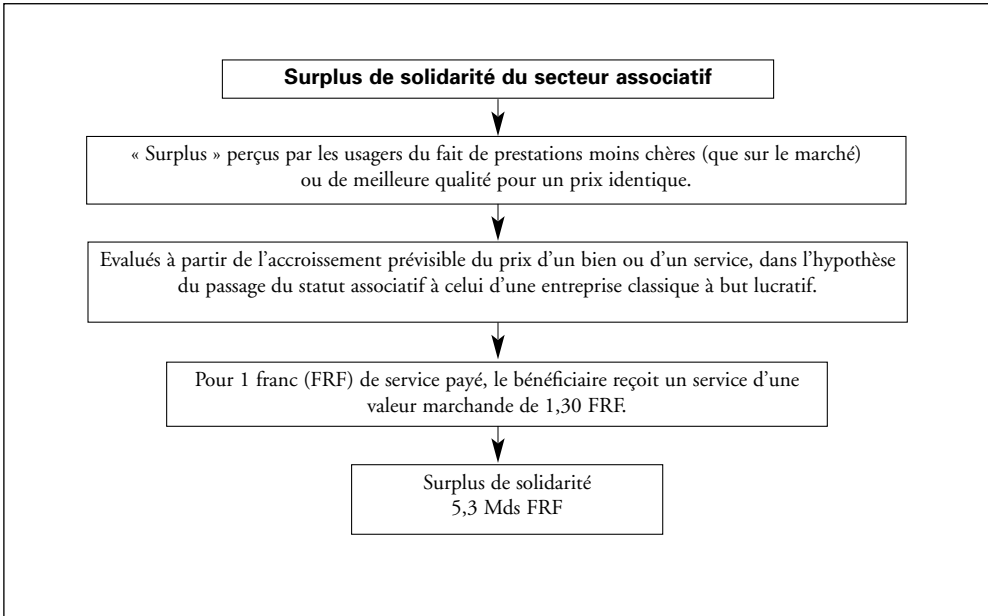 Surplus de solidarité du secteur associatif
« Surplus » perçus par les usagers du fait de prestations moins chères (que sur le marché)
ou de meilleure qualité pour un prix identique.
Evalués à partir de l'accroissement prévisible du prix d'un bien ou d'un service, dans l'hypothèse
du passage du statut associatif à celui d'une entreprise classique à but lucratif.
Pour 1 franc (FRF) de service payé, le bénéficiaire reçoit un service d'une
valeur marchande de 1,30 FRF.
Surplus de solidarité
5,3 Mds FRF